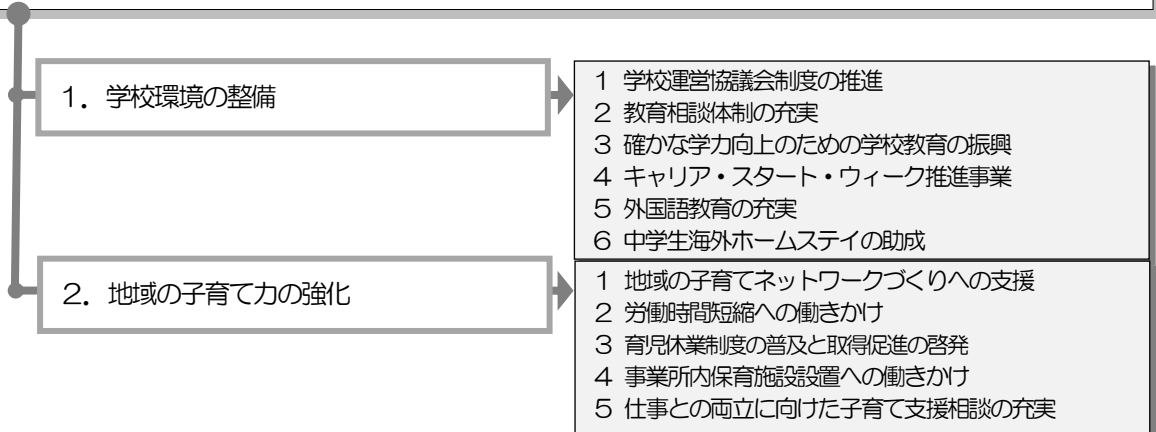 1．学校環境の整備
1 学校運営協議会制度の推進
2 教育相談体制の充実
3 確かな学力向上のための学校教育の振興
4 キャリア・スタート・ウィーク推進事業
5 外国語教育の充実
6 中学生海外ホームステイの助成
2．地域の子育て力の強化
1 地域の子育てネットワークづくりへの支援
2 労働時間短縮への働きかけ
3 育児休業制度の普及と取得促進の啓発
4 事業所内保育施設設置への働きかけ
5 仕事との両立に向けた子育て支援相談の充実